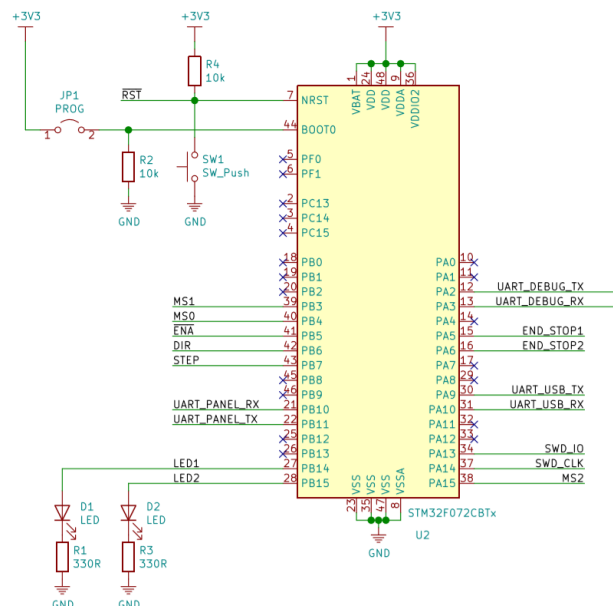 +3V3
+3V3
+3V3
R4
10k
JP1
PROG
1
2
RST
7
NRST
44
BOOT0
R2
10k
GND
SW1
SW_Push
GND
1
24
48
9
36
VBAT
VDD
VDD
VDDA
VDDIO2
5 PF0
6 PF1
2 PC13
3 PC14
4 PC15
18 PB0
19 PB1
20 PB2
MS1 39 PB3
MS0 40 PB4
ENA 41 PB5
DIR 42 PB6
STEP 43 PB7
45 PB8
46 PB9
UART_PANEL_RX 21 PB10
UART_PANEL_TX 22 PB11
25 PB12
26 PB13
LED1 27 PB14
LED2 28 PB15
PA0 10
PA1 11
PA2 12 UART_DEBUG_TX
PA3 13 UART_DEBUG_RX
PA4 14
PA5 15 END_STOP1
PA6 16 END_STOP2
PA7 17
PA8 29
PA9 30 UART_USB_TX
PA10 31 UART_USB_RX
PA11 32
PA12 33
PA13 34 SWD_IO
PA14 37 SWD_CLK
PA15 38 MS2
VSS
VSS
VSS
VSSA
23
35
47
8
STM32F072CBTx
U2
GND
D1
LED
D2
LED
R1
330R
R3
330R
GND
GND